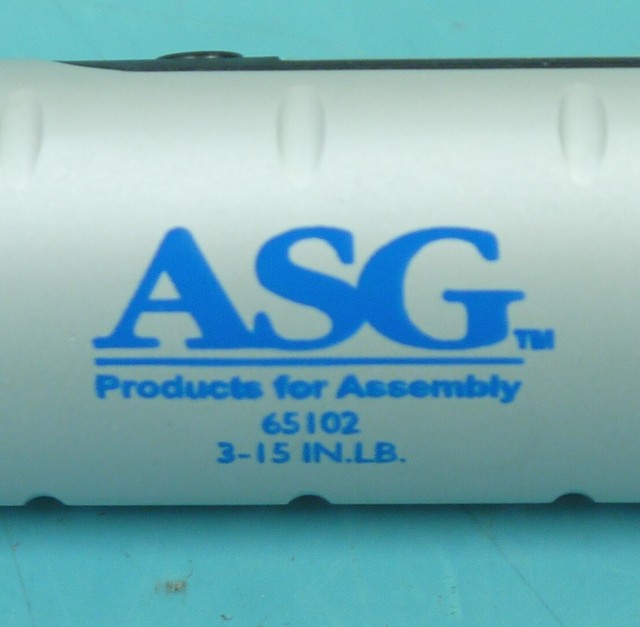 ASG™
Products for Assembly
65102
3-15 IN.LB.